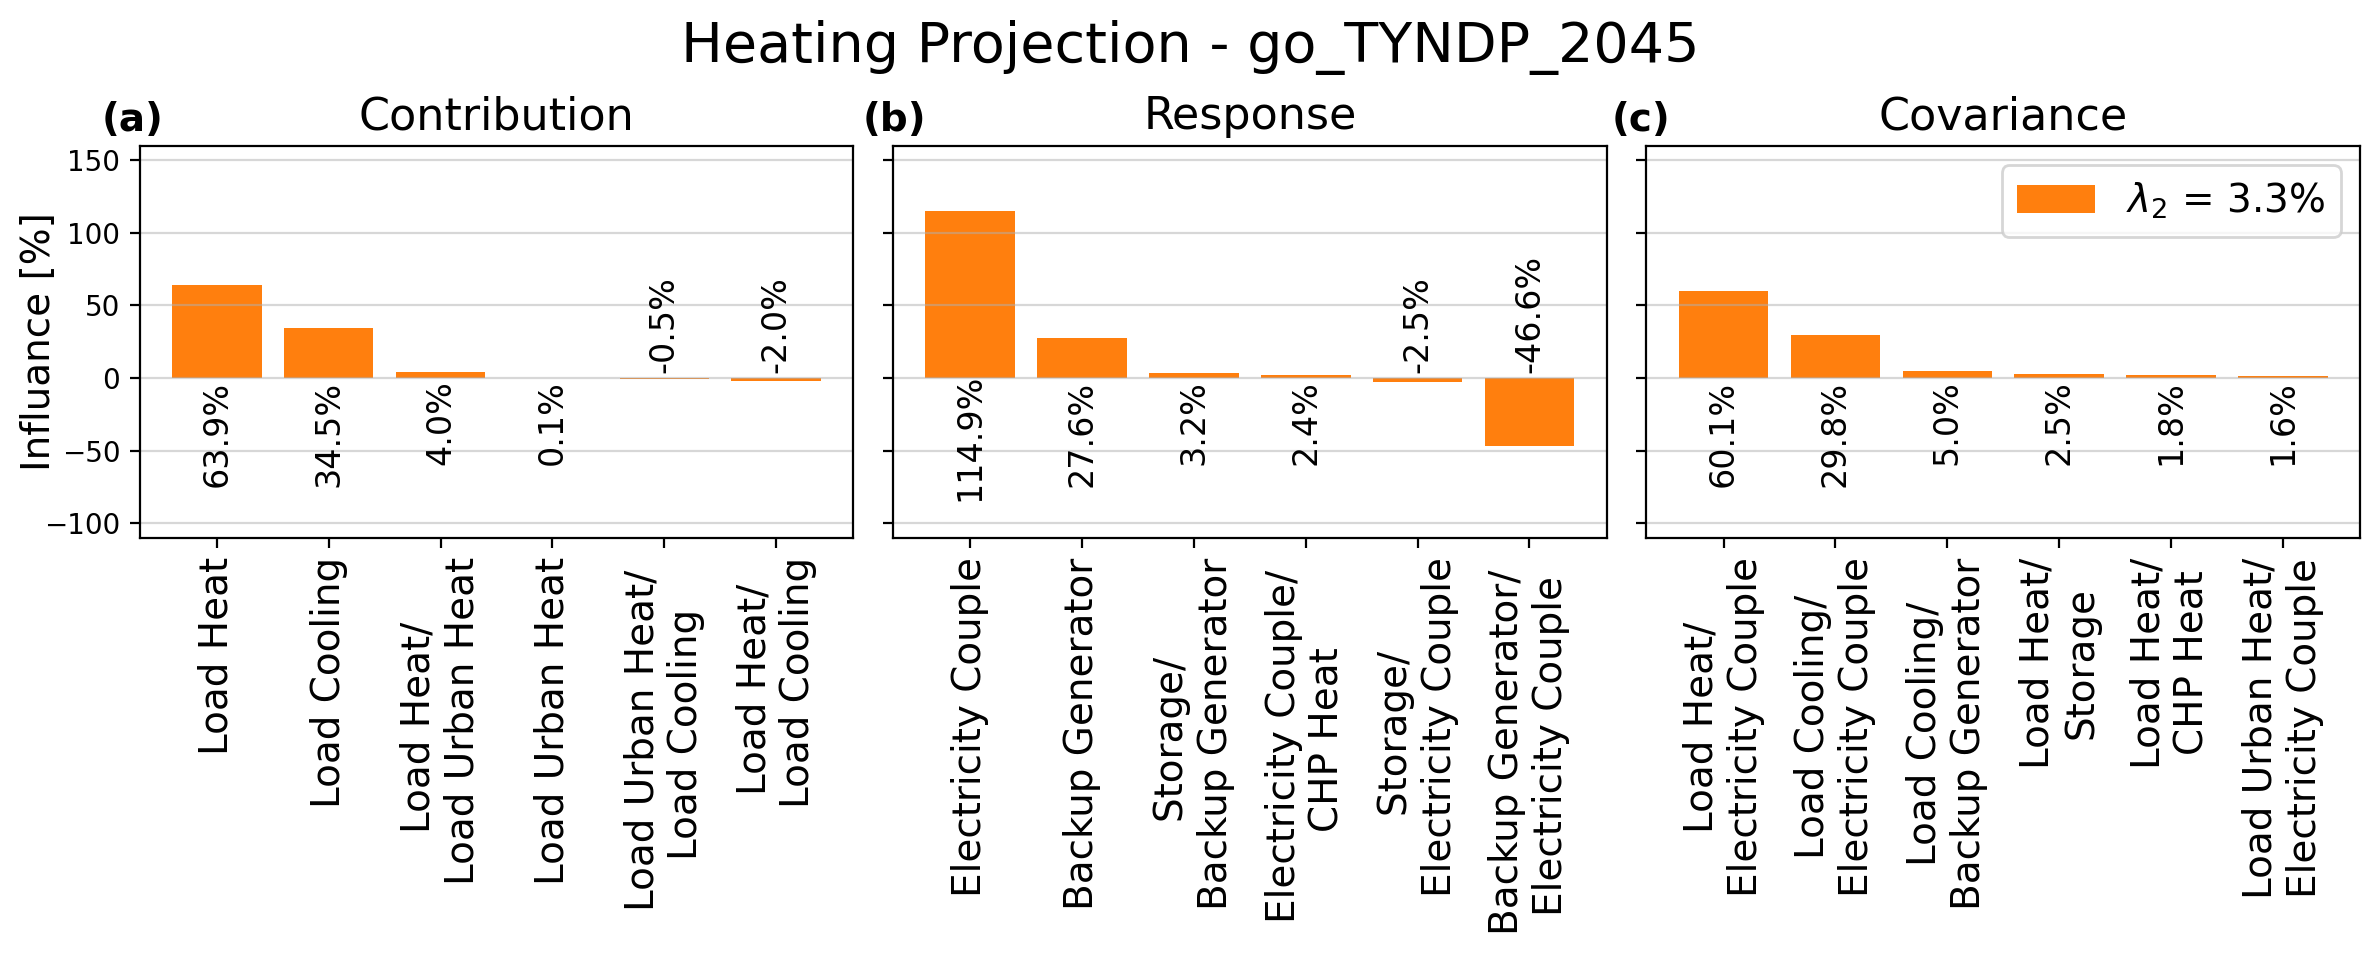 Heating Projection - go_TYNDP_2045
(a)
Contribution
Influance [%]
150
100
50
0
−50
−100
63.9%
34.5%
4.0%
0.1%
-0.5%
-2.0%
Load Heat
Load Cooling
Load Heat/
Load Urban Heat
Load Urban Heat
Load Urban Heat/
Load Cooling
Load Heat/
Load Cooling
(b)
Response
114.9%
27.6%
3.2%
2.4%
-2.5%
-46.6%
Electricity Couple
Backup Generator
Storage/
Backup Generator
Electricity Couple/
CHP Heat
Storage/
Electricity Couple
Backup Generator/
Electricity Couple
(c)
Covariance
λ2 = 3.3%
60.1%
29.8%
5.0%
2.5%
1.8%
1.6%
Load Heat/
Electricity Couple
Load Cooling/
Electricity Couple
Load Cooling/
Backup Generator
Load Heat/
Storage
Load Heat/
CHP Heat
Load Urban Heat/
Electricity Couple